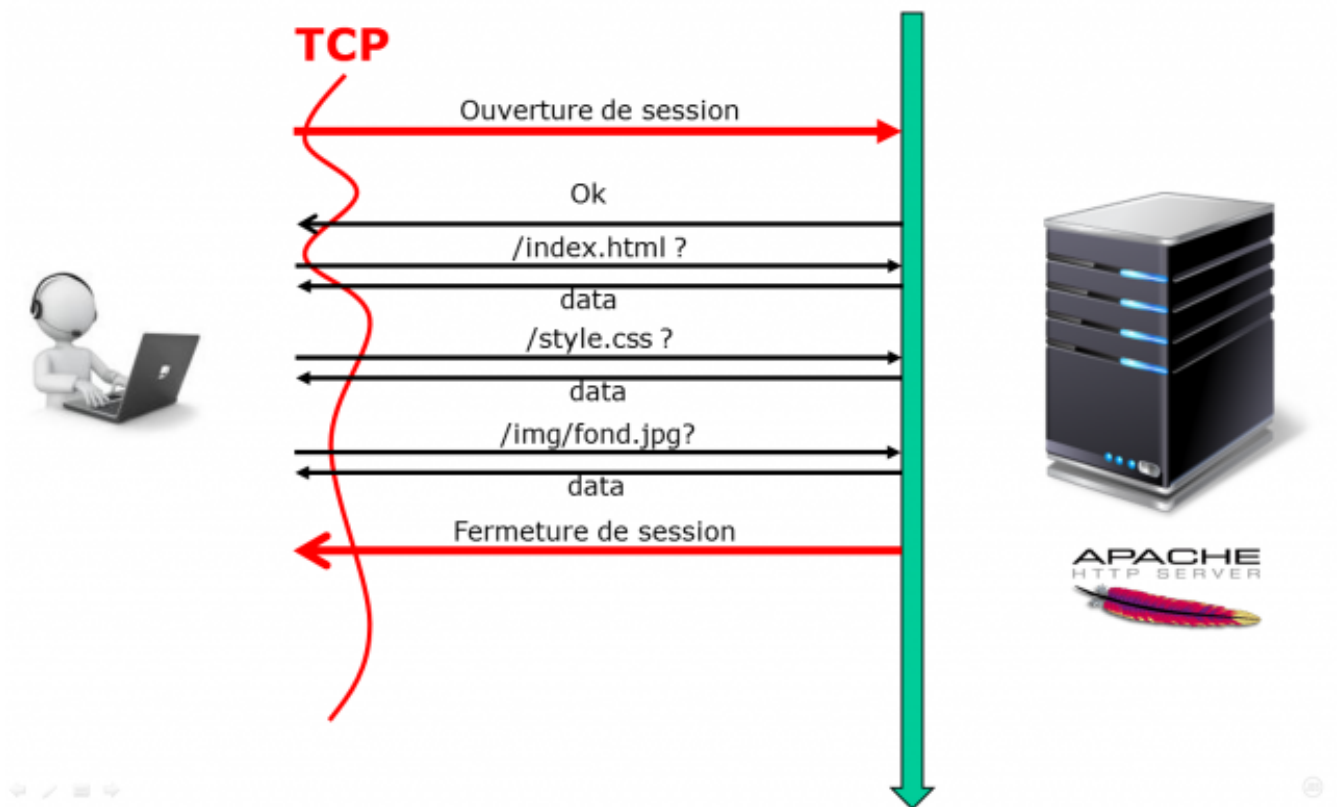 TCP
Ouverture de session
Ok
/index.html ?
data
/style.css ?
data
/img/fond.jpg?
data
Fermeture de session
APACHE
HTTP SERVER